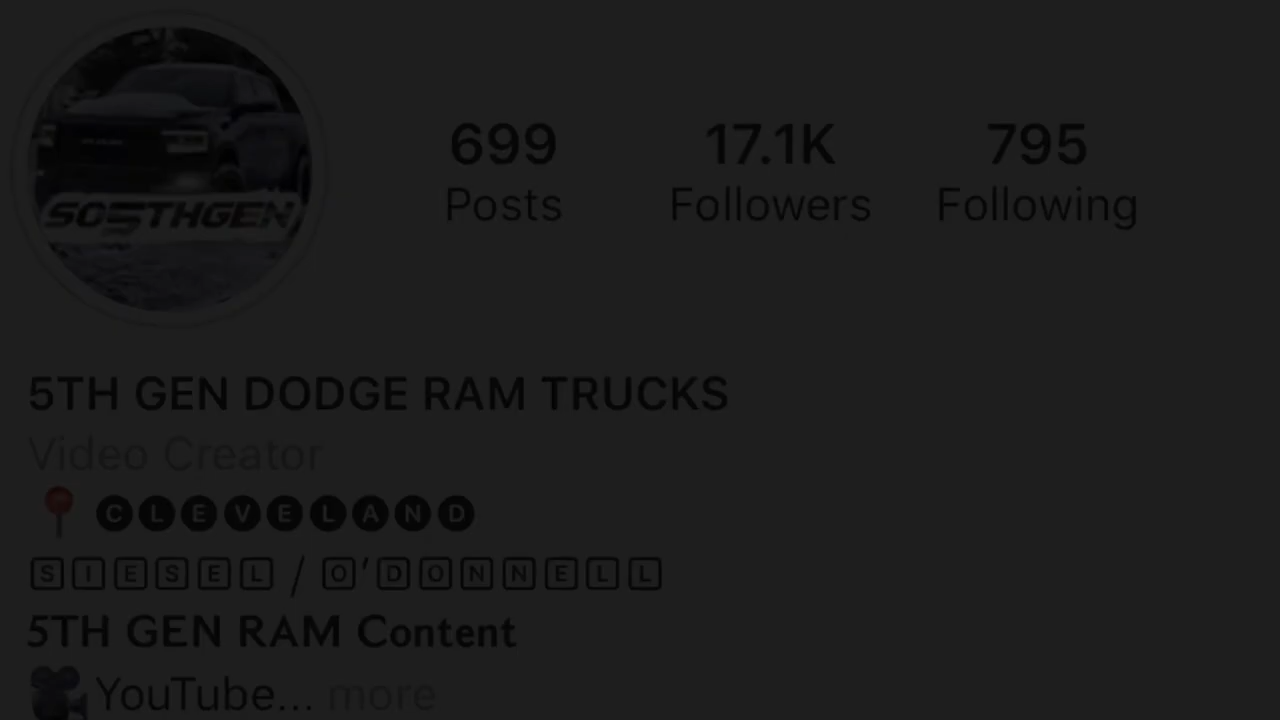 SO5THGEN
699 17.1K 795
Posts Followers Following
5TH GEN DODGE RAM TRUCKS
Video Creator
📍 🅒🅛🅔🅥🅔🅛🅐🅝🅓
🅂🄸🄴🅂🄴🄻 / 🄾'🄳🄾🄽🄽🄴🄻🄻
5TH GEN RAM Content
🎥 YouTube... more